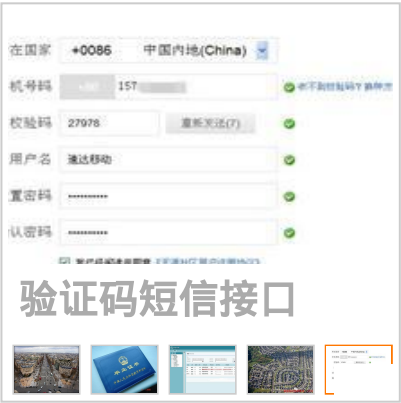 在国家 +0086 中国内地(China)
机号码 157
校验码 27978 重新发送(7)
用户名 速达移动
置密码
认密码
验证码短信接口